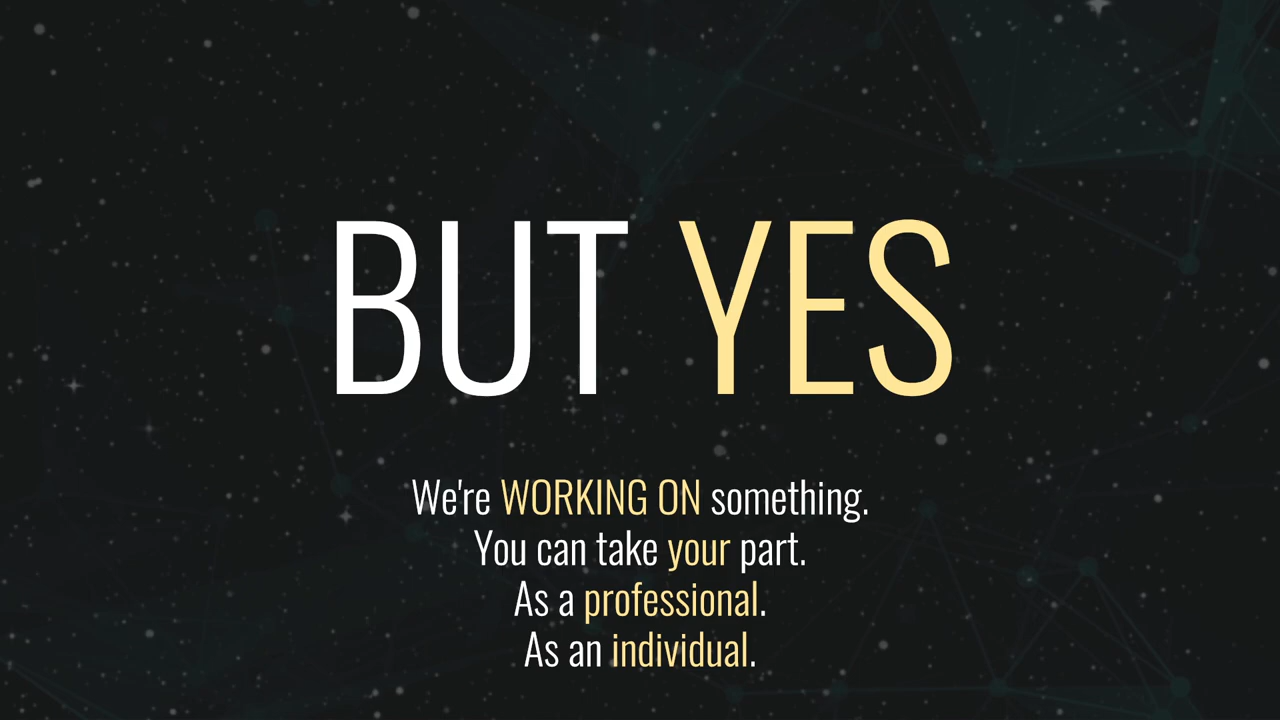 BUT YES
We're WORKING ON something.
You can take your part.
As a professional.
As an individual.